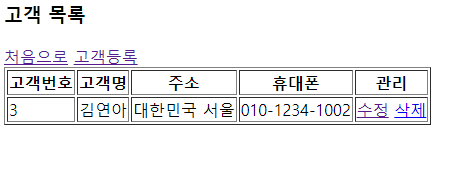 고객 목록
처음으로 고객등록
고객번호 고객명 주소 휴대폰 관리
3 김연아 대한민국 서울 010-1234-1002 수정 삭제